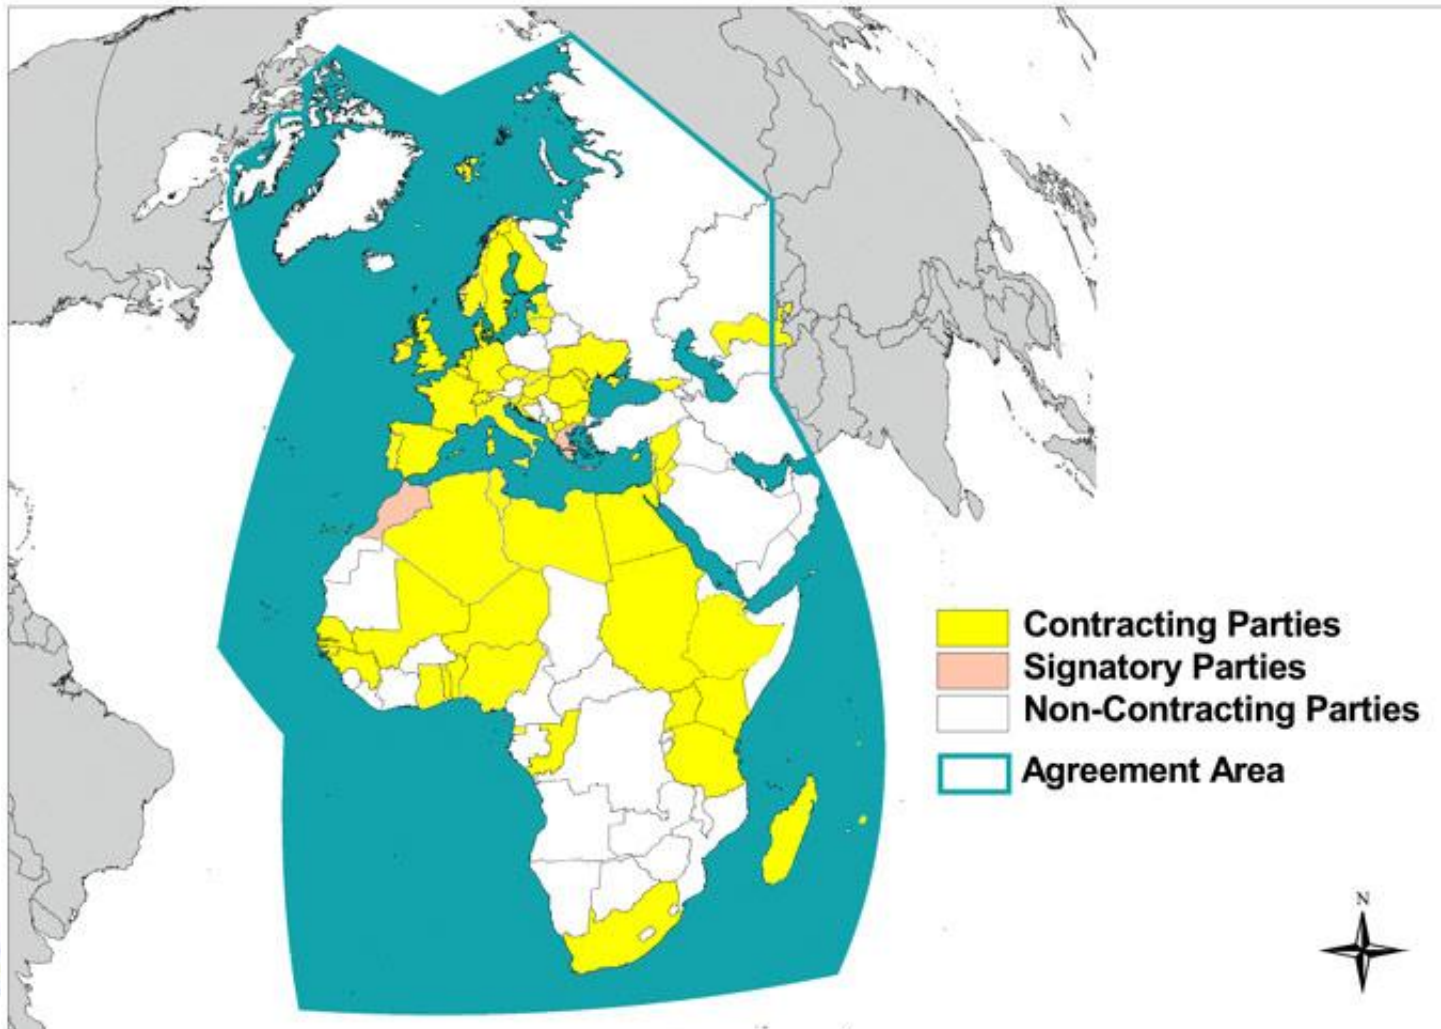 Contracting Parties
Signatory Parties
Non-Contracting Parties
Agreement Area
N